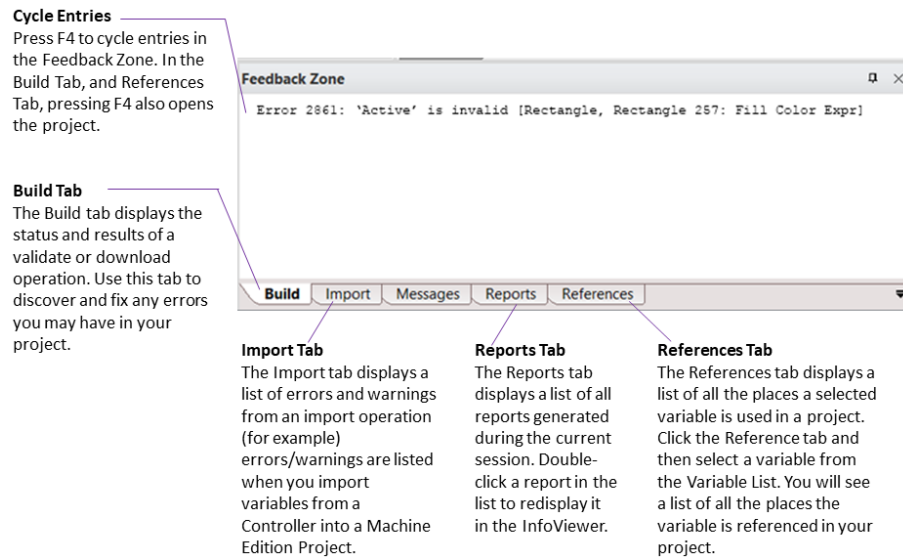 Cycle Entries
Press F4 to cycle entries in
the Feedback Zone. In the
Build Tab, and References
Tab, pressing F4 also opens
the project.
Feedback Zone
Error 2861: ‘Active’ is invalid [Rectangle, Rectangle 257: Fill Color Expr]
Build Tab
The Build tab displays the
status and results of a
validate or download
operation. Use this tab to
discover and fix any errors
you may have in your
project.
Build
Import
Messages
Reports
References
Import Tab
The Import tab displays a
list of errors and warnings
from an import operation
(for example)
errors/warnings are listed
when you import
variables from a
Controller into a Machine
Edition Project.
Reports Tab
The Reports tab
displays a list of all
reports generated
during the current
session. Double-
click a report in the
list to redisplay it
in the InfoViewer.
References Tab
The References tab displays a
list of all the places a selected
variable is used in a project.
Click the Reference tab and
then select a variable from
the Variable List. You will see
a list of all the places the
variable is referenced in your
project.